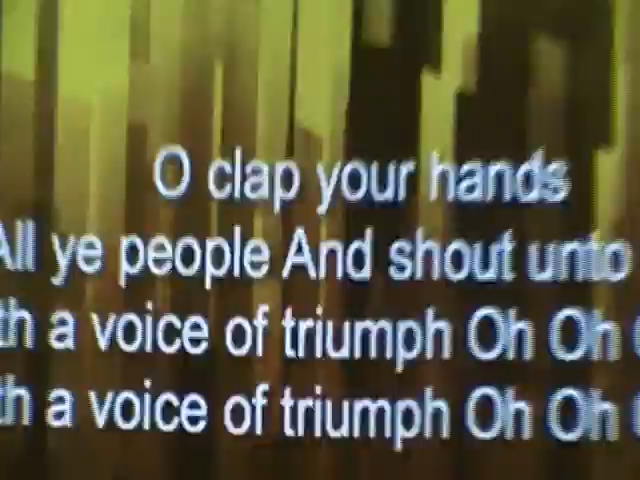 O clap your hands
All ye people And shout unto
th a voice of triumph Oh Oh
th a voice of triumph Oh Oh